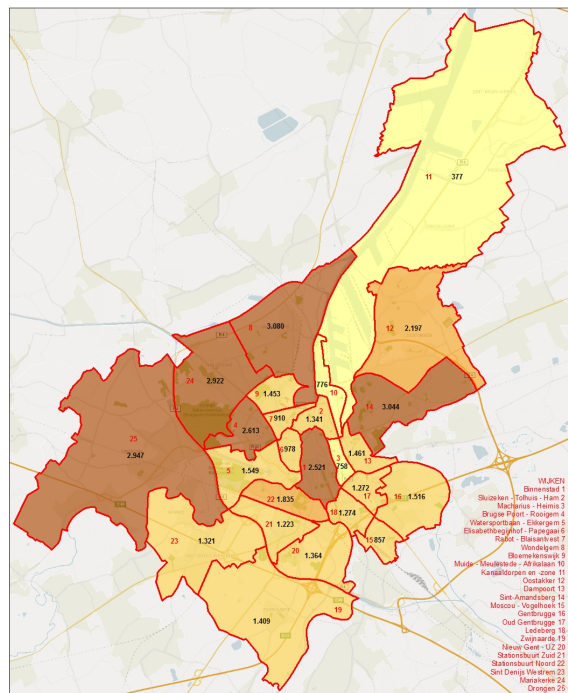 11 377
12 2.197
8 3.080
24 2.922
776
10
9 1.453
14 3.044
2
7 910
1.341
4
2.613
25
2.947
6 978
1 2.521
3
758
1.461
13
5 1.549
1.272
17
16 1.516
22 1.835
18 1.274
21 1.223
23 1.321
15 857
20
1.364
19
1.409
WIJKEN
Binnenstad 1
Sluizeken - Tolhuis - Ham 2
Macharius - Heirnis 3
Brugse Poort - Rooigem 4
Watersportbaan - Ekkergem 5
Elisabethbegijnhof - Papegaai 6
Rabot - Blaisantvest 7
Wondelgem 8
Bloemekenswijk 9
Muide - Meulestede - Afrikalaan 10
Kanaaldorpen en -zone 11
Oostakker 12
Dampoort 13
Sint-Amandsberg 14
Moscou - Vogelhoek 15
Gentbrugge 16
Oud Gentbrugge 17
Ledeberg 18
Zwijnaarde 19
Nieuw Gent - UZ 20
Stationsbuurt Zuid 21
Stationsbuurt Noord 22
Sint Denijs Westrem 23
Mariakerke 24
Drongen 25